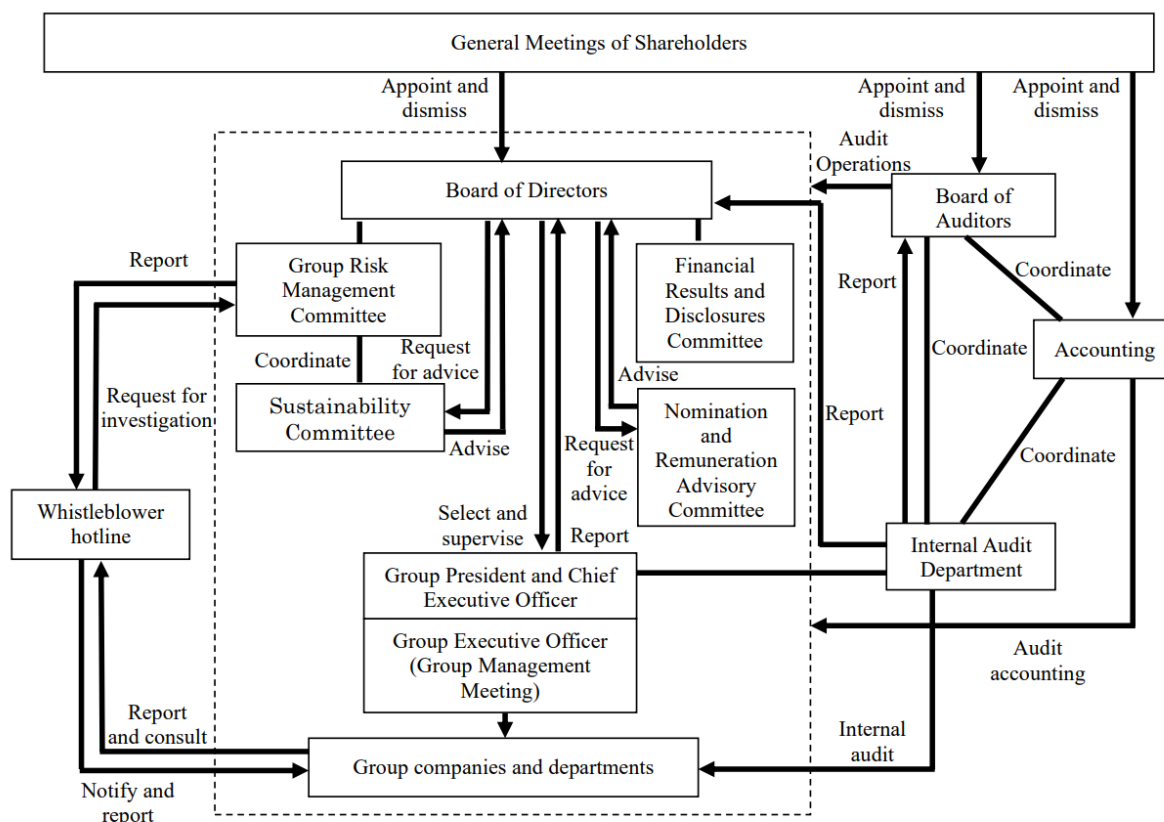 General Meetings of Shareholders
Appoint and
dismiss
Appoint and
dismiss
Appoint and
dismiss
Audit
Operations
Board of Directors
Board of
Auditors
Report
Group Risk
Management
Committee
Financial
Results and
Disclosures
Committee
Report
Coordinate
Coordinate
Request
for advice
Coordinate
Accounting
Request for
investigation
Advise
Sustainability
Committee
Nomination
and
Remuneration
Advisory
Committee
Report
Advise
Request
for
advice
Coordinate
Whistleblower
hotline
Select and
supervise
Report
Internal Audit
Department
Group President and Chief
Executive Officer
Group Executive Officer
(Group Management
Meeting)
Audit
accounting
Report
and consult
Internal
audit
Group companies and departments
Notify and
report